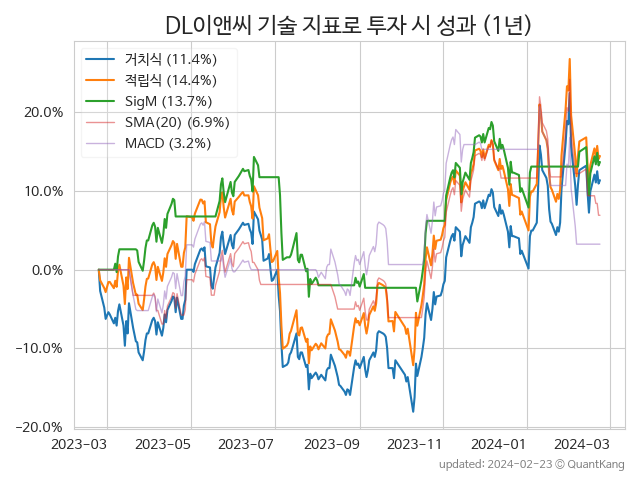 DL이앤씨 기술 지표로 투자 시 성과 (1년)
거치식 (11.4%)
적립식 (14.4%)
SigM (13.7%)
SMA(20) (6.9%)
MACD (3.2%)
20.0%
10.0%
0.0%
−10.0%
−20.0%
2023−03 2023−05 2023−07 2023−09 2023−11 2024−01 2024−03
updated: 2024−02−23 © QuantKang